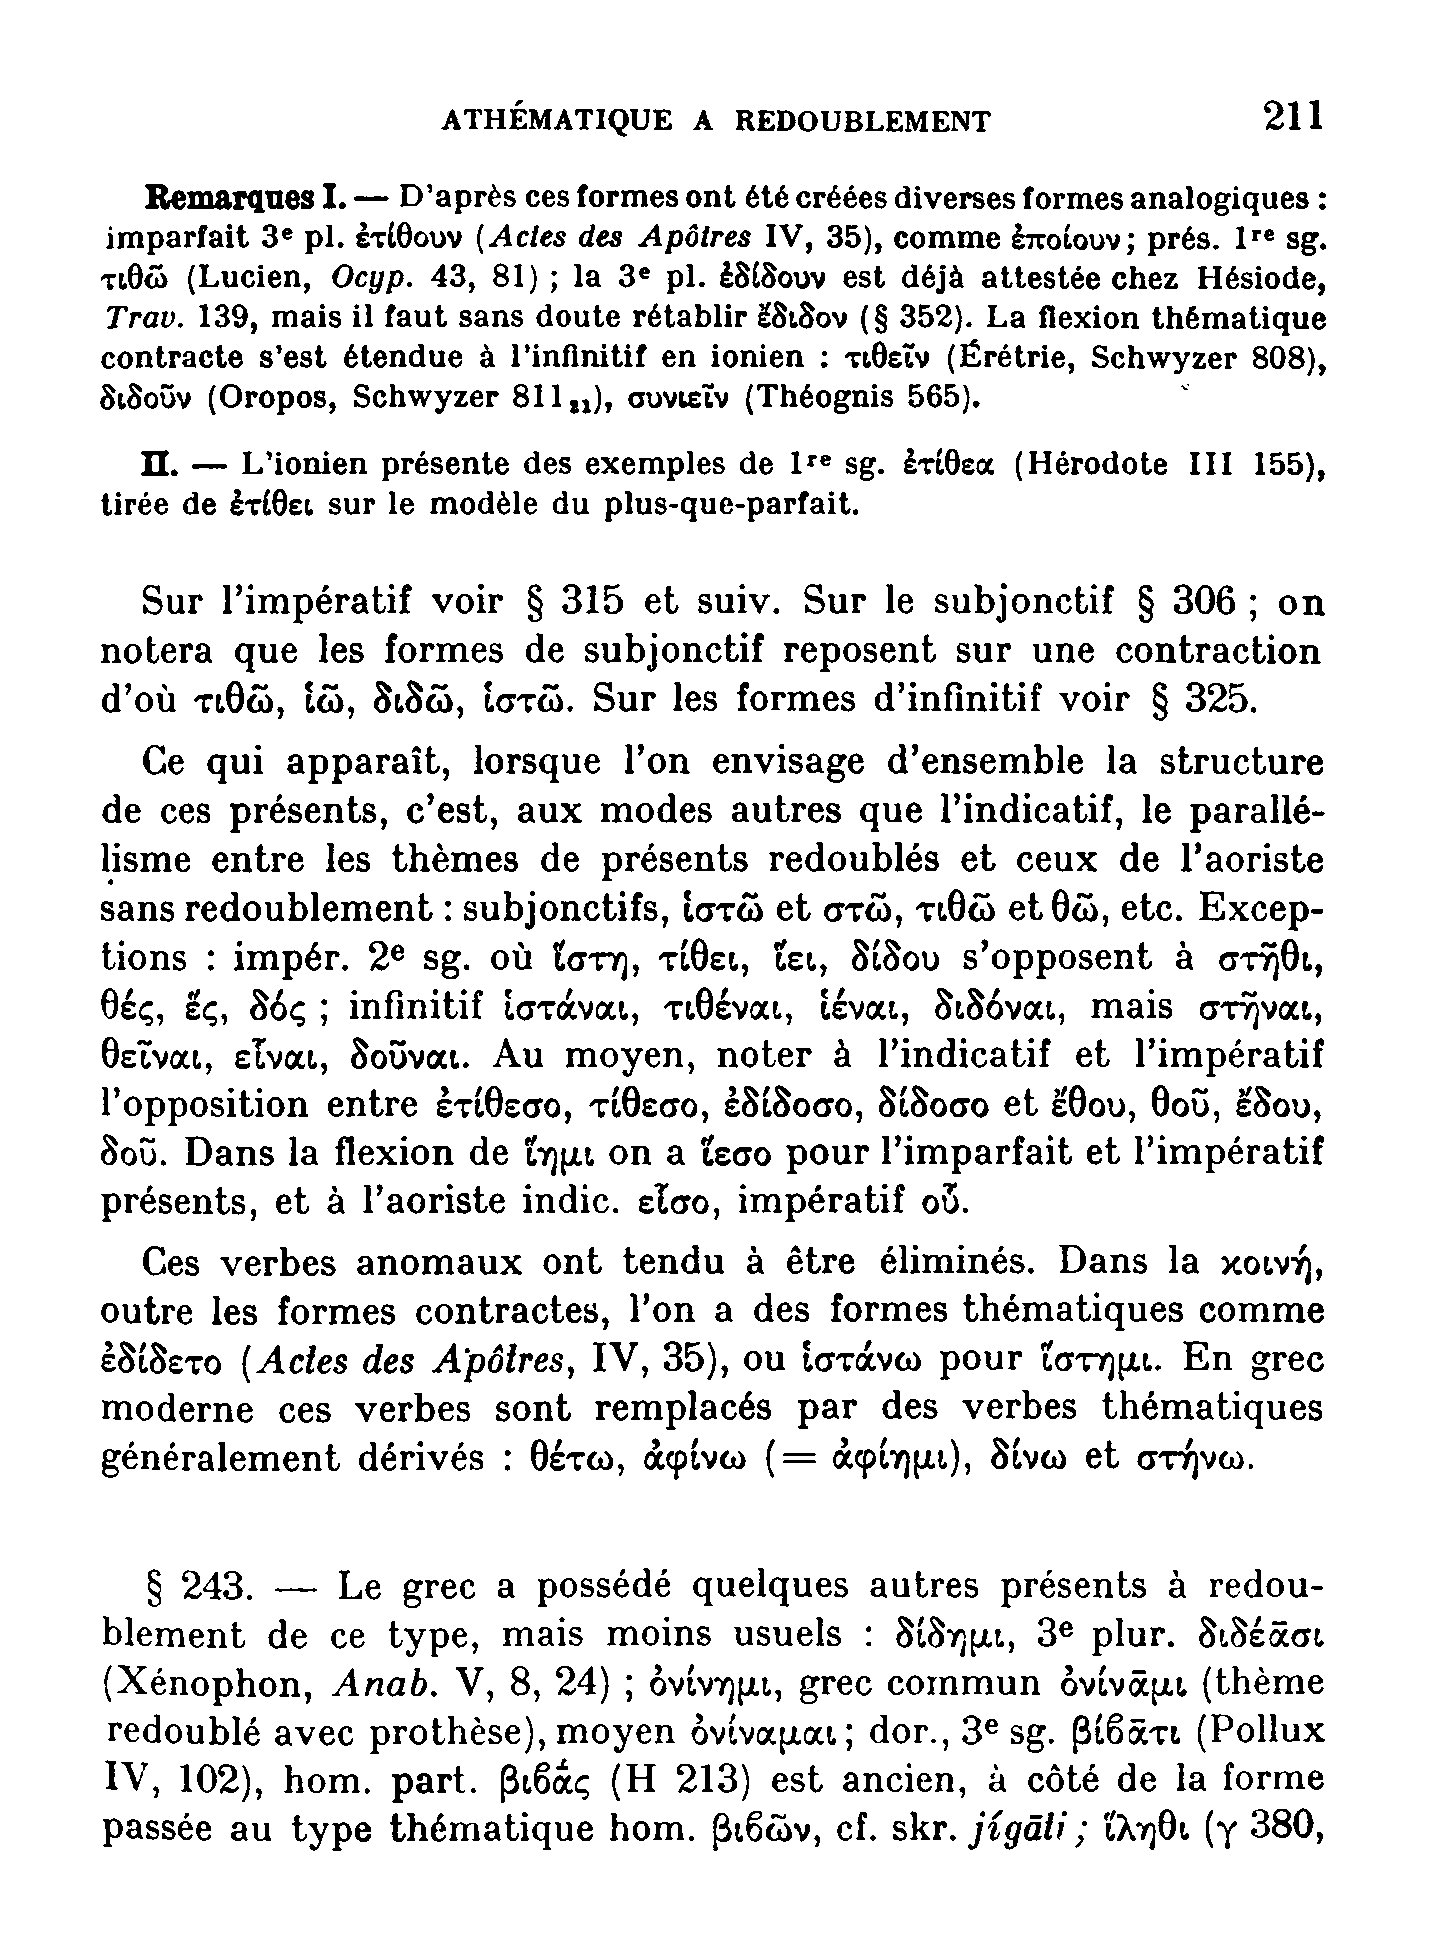 ATHÉMATIQUE A REDOUBLEMENT 211
Remarques I. — D’après ces formes ont été créées diverses formes analogiques :
imparfait 3ᵉ pl. ἐτίθουν (Actes des Apôtres IV, 35), comme ἐποίουν; prés. 1ʳᵉ sg.
τιθῶ (Lucien, Ocyp. 43, 81) ; la 3ᵉ pl. ἐδίδουν est déjà attestée chez Hésiode,
Trav. 139, mais il faut sans doute rétablir ἔδιδον (§ 352). La flexion thématique
contracte s’est étendue à l’infinitif en ionien : τιθεῖν (Érétrie, Schwyzer 808),
διδοῦν (Oropos, Schwyzer 811₂₁), συνιεῖν (Théognis 565).
II. — L’ionien présente des exemples de 1ʳᵉ sg. ἐτίθεα (Hérodote III 155),
tirée de ἐτίθει sur le modèle du plus-que-parfait.
Sur l’impératif voir § 315 et suiv. Sur le subjonctif § 306 ; on
notera que les formes de subjonctif reposent sur une contraction
d’où τιθῶ, ἱῶ, διδῶ, ἱστῶ. Sur les formes d’infinitif voir § 325.
Ce qui apparaît, lorsque l’on envisage d’ensemble la structure
de ces présents, c’est, aux modes autres que l’indicatif, le parallé-
lisme entre les thèmes de présents redoublés et ceux de l’aoriste
sans redoublement : subjonctifs, ἱστῶ et στῶ, τιθῶ et θῶ, etc. Excep-
tions : impér. 2ᵉ sg. où ἵστη, τίθει, ἵει, δίδου s’opposent à στῆθι,
θές, ἕς, δός ; infinitif ἱστάναι, τιθέναι, ἱέναι, διδόναι, mais στῆναι,
θεῖναι, εἷναι, δοῦναι. Au moyen, noter à l’indicatif et l’impératif
l’opposition entre ἐτίθεσο, τίθεσο, ἐδίδοσο, δίδοσο et ἔθου, θοῦ, ἔδου,
δοῦ. Dans la flexion de ἵημι on a ἵεσο pour l’imparfait et l’impératif
présents, et à l’aoriste indic. εἷσο, impératif οὗ.
Ces verbes anomaux ont tendu à être éliminés. Dans la κοινή,
outre les formes contractes, l’on a des formes thématiques comme
ἐδίδετο (Actes des Apôtres, IV, 35), ou ἱστάνω pour ἵστημι. En grec
moderne ces verbes sont remplacés par des verbes thématiques
généralement dérivés : θέτω, ἀφίνω (= ἀφίημι), δίνω et στήνω.
§ 243. — Le grec a possédé quelques autres présents à redou-
blement de ce type, mais moins usuels : δίδημι, 3ᵉ plur. διδέᾱσι
(Xénophon, Anab. V, 8, 24) ; ὀνίνημι, grec commun ὀνίνᾱμι (thème
redoublé avec prothèse), moyen ὀνίναμαι ; dor., 3ᵉ sg. βίϐᾱτι (Pollux
IV, 102), hom. part. βιϐάς (H 213) est ancien, à côté de la forme
passée au type thématique hom. βιϐῶν, cf. skr. jígāti ; ἵληθι (γ 380,